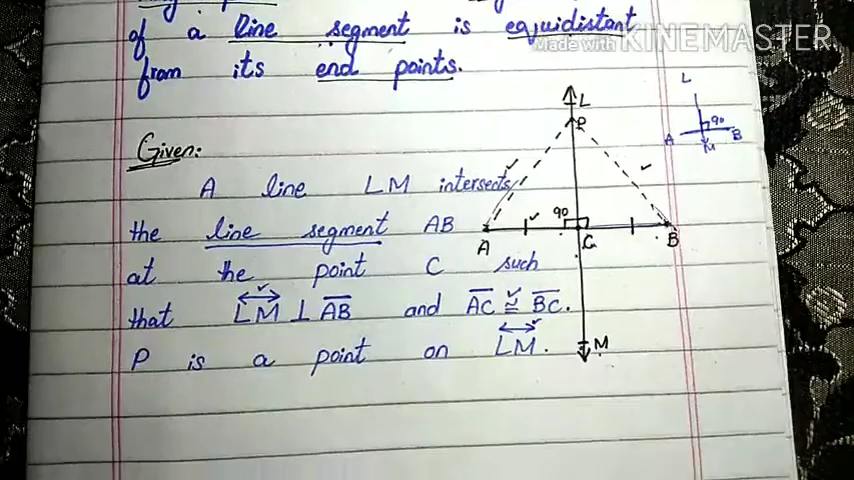 of a line segment is equidistant
Made with KINEMASTER
from its end points.
Given:
A line LM intersects
the line segment AB
at the point C such
that LM ⊥ AB and AC ≅ BC.
P is a point on LM.
L
P
90
A
C
B
M
L
90
A
B
M